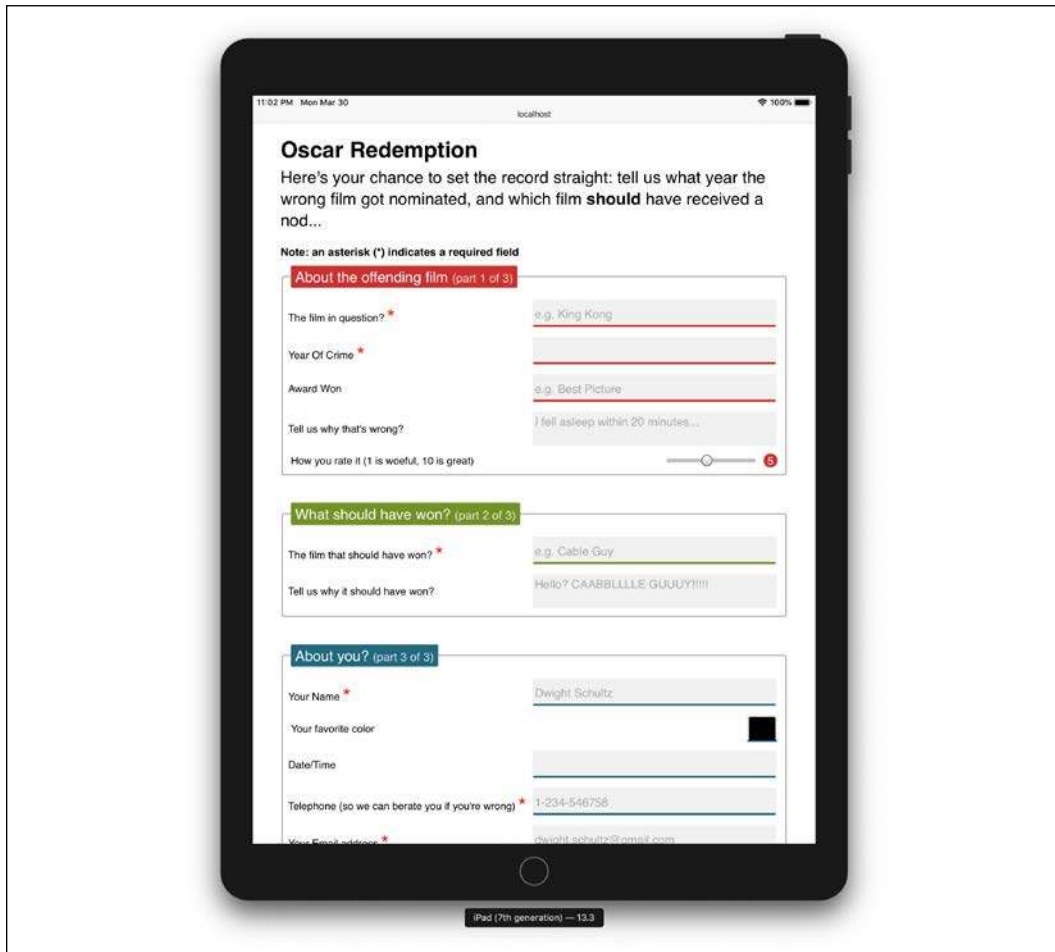 11:02 PM Mon Mar 30
100%
localhost
Oscar Redemption
Here's your chance to set the record straight: tell us what year the
wrong film got nominated, and which film should have received a
nod...
Note: an asterisk (*) indicates a required field
About the offending film (part 1 of 3)
The film in question? *
e.g. King Kong
Year Of Crime *
Award Won
e.g. Best Picture
Tell us why that's wrong?
I fell asleep within 20 minutes...
How you rate it (1 is woeful, 10 is great)
5
What should have won? (part 2 of 3)
The film that should have won? *
e.g. Cable Guy
Tell us why it should have won?
Hello? CAABBLLLLE GUUUY!!!!!
About you? (part 3 of 3)
Your Name *
Dwight Schultz
Your favorite color
Date/Time
Telephone (so we can berate you if you're wrong) *
1-234-546758
Your Email address *
dwight.schultz@gmail.com
iPad (7th generation) — 13.3